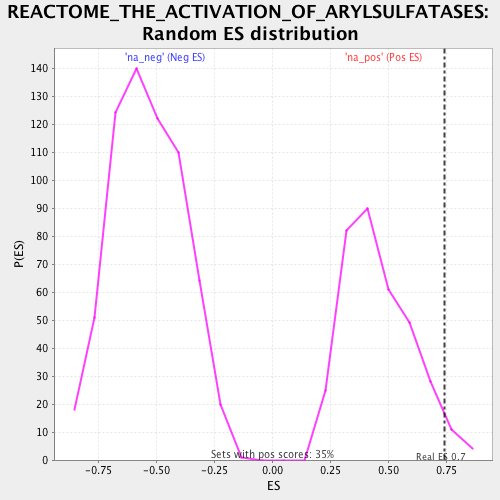 REACTOME_THE_ACTIVATION_OF_ARYLSULFATASES:
Random ES distribution
'na_neg' (Neg ES)
'na_pos' (Pos ES)
140
130
120
110
100
90
80
70
60
50
40
30
20
10
0
P(ES)
Sets with pos scores: 35%
Real ES 0.7
-0.75
-0.50
-0.25
0.00
0.25
0.50
0.75
ES